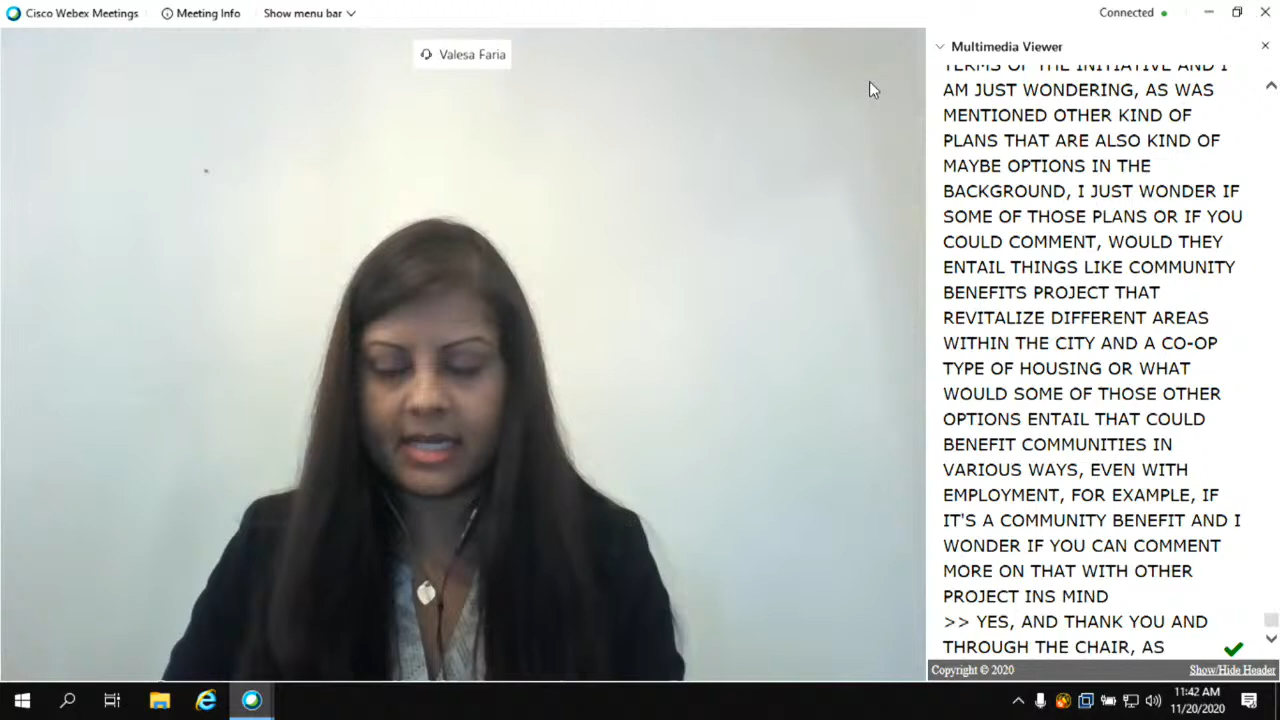 Cisco Webex Meetings
Meeting Info
Show menu bar
Connected
Valesa Faria
Multimedia Viewer
TERMS OF THE INITIATIVE AND I
AM JUST WONDERING, AS WAS
MENTIONED OTHER KIND OF
PLANS THAT ARE ALSO KIND OF
MAYBE OPTIONS IN THE
BACKGROUND, I JUST WONDER IF
SOME OF THOSE PLANS OR IF YOU
COULD COMMENT, WOULD THEY
ENTAIL THINGS LIKE COMMUNITY
BENEFITS PROJECT THAT
REVITALIZE DIFFERENT AREAS
WITHIN THE CITY AND A CO-OP
TYPE OF HOUSING OR WHAT
WOULD SOME OF THOSE OTHER
OPTIONS ENTAIL THAT COULD
BENEFIT COMMUNITIES IN
VARIOUS WAYS, EVEN WITH
EMPLOYMENT, FOR EXAMPLE, IF
IT'S A COMMUNITY BENEFIT AND I
WONDER IF YOU CAN COMMENT
MORE ON THAT WITH OTHER
PROJECT INS MIND
>> YES, AND THANK YOU AND
THROUGH THE CHAIR, AS
Copyright © 2020
Show/Hide Header
11:42 AM
11/20/2020